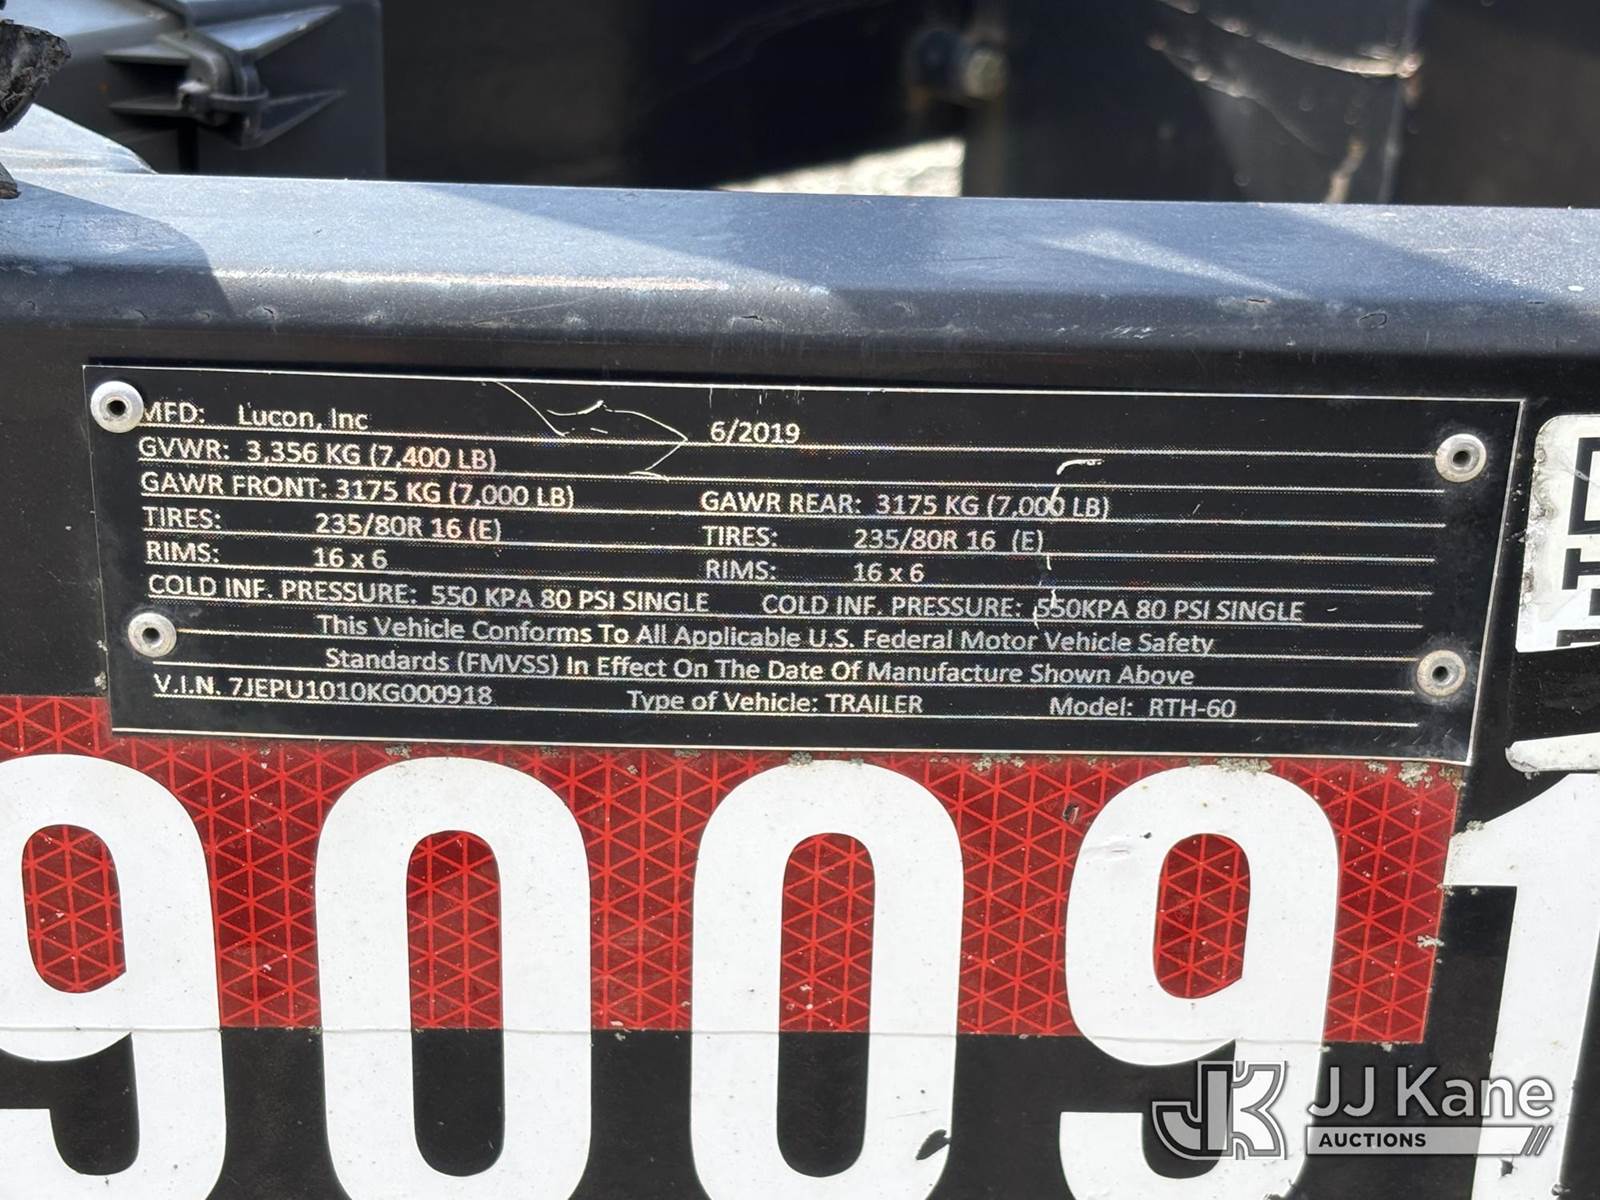 MFD: Lucon, Inc 6/2019
GVWR: 3,356 KG (7,400 LB)
GAWR FRONT: 3175 KG (7,000 LB) GAWR REAR: 3175 KG (7,000 LB)
TIRES: 235/80R 16 (E) TIRES: 235/80R 16 (E)
RIMS: 16 x 6 RIMS: 16 x 6
COLD INF. PRESSURE: 550 KPA 80 PSI SINGLE COLD INF. PRESSURE: 550KPA 80 PSI SINGLE
This Vehicle Conforms To All Applicable U.S. Federal Motor Vehicle Safety
Standards (FMVSS) In Effect On The Date Of Manufacture Shown Above
V.I.N. 7JEPU1010KG000918 Type of Vehicle: TRAILER Model: RTH-60
90091
JK JJ Kane
AUCTIONS